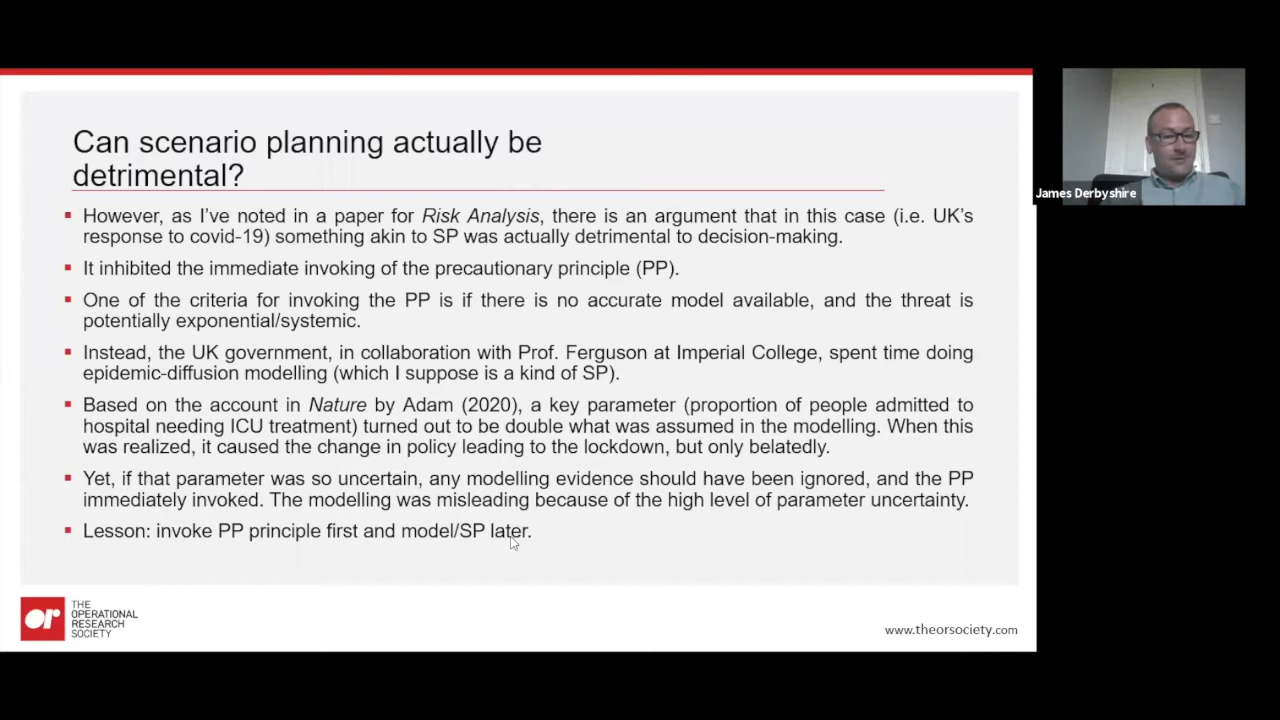 Can scenario planning actually be
detrimental?
▪ However, as I've noted in a paper for Risk Analysis, there is an argument that in this case (i.e. UK's
response to covid-19) something akin to SP was actually detrimental to decision-making.
▪ It inhibited the immediate invoking of the precautionary principle (PP).
▪ One of the criteria for invoking the PP is if there is no accurate model available, and the threat is
potentially exponential/systemic.
▪ Instead, the UK government, in collaboration with Prof. Ferguson at Imperial College, spent time doing
epidemic-diffusion modelling (which I suppose is a kind of SP).
▪ Based on the account in Nature by Adam (2020), a key parameter (proportion of people admitted to
hospital needing ICU treatment) turned out to be double what was assumed in the modelling. When this
was realized, it caused the change in policy leading to the lockdown, but only belatedly.
▪ Yet, if that parameter was so uncertain, any modelling evidence should have been ignored, and the PP
immediately invoked. The modelling was misleading because of the high level of parameter uncertainty.
▪ Lesson: invoke PP principle first and model/SP later.
or
THE
OPERATIONAL
RESEARCH
SOCIETY
www.theorsociety.com
James Derbyshire